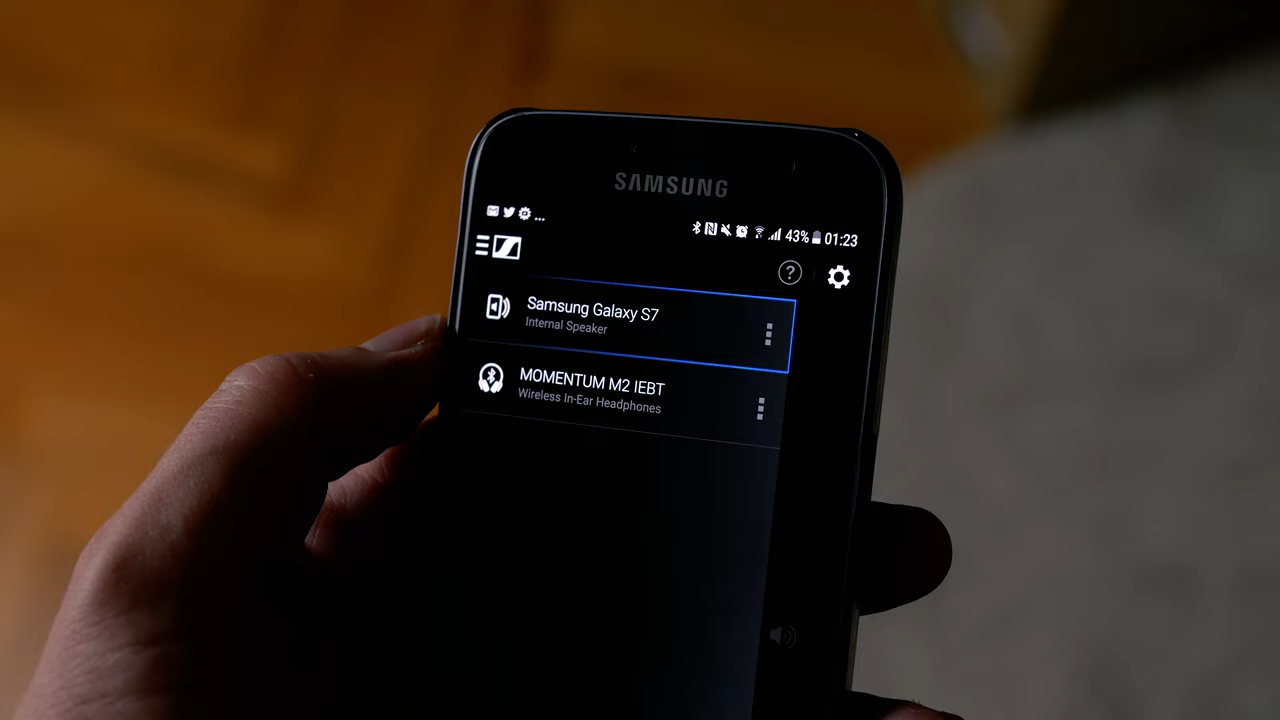 SAMSUNG
... 43% 01:23
?
Samsung Galaxy S7
Internal Speaker
MOMENTUM M2 IEBT
Wireless In-Ear Headphones